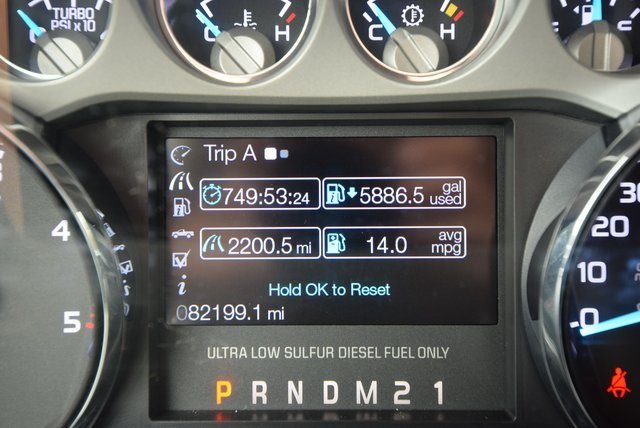 TURBO
PSI x 10
C H
C H
Trip A
749:53:24
5886.5 gal used
2200.5 mi
14.0 avg mpg
Hold OK to Reset
082199.1 mi
ULTRA LOW SULFUR DIESEL FUEL ONLY
P R N D M 2 1
4
5
30
20
10
0